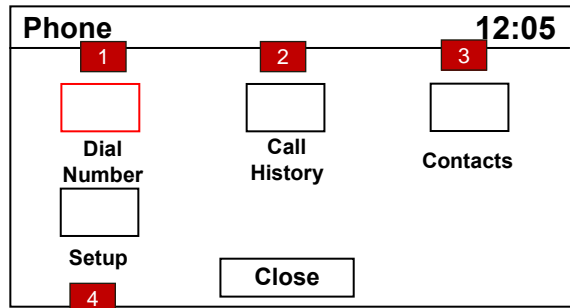 Phone 12:05
1 2 3
Dial Number
Call History
Contacts
Setup
Close
4